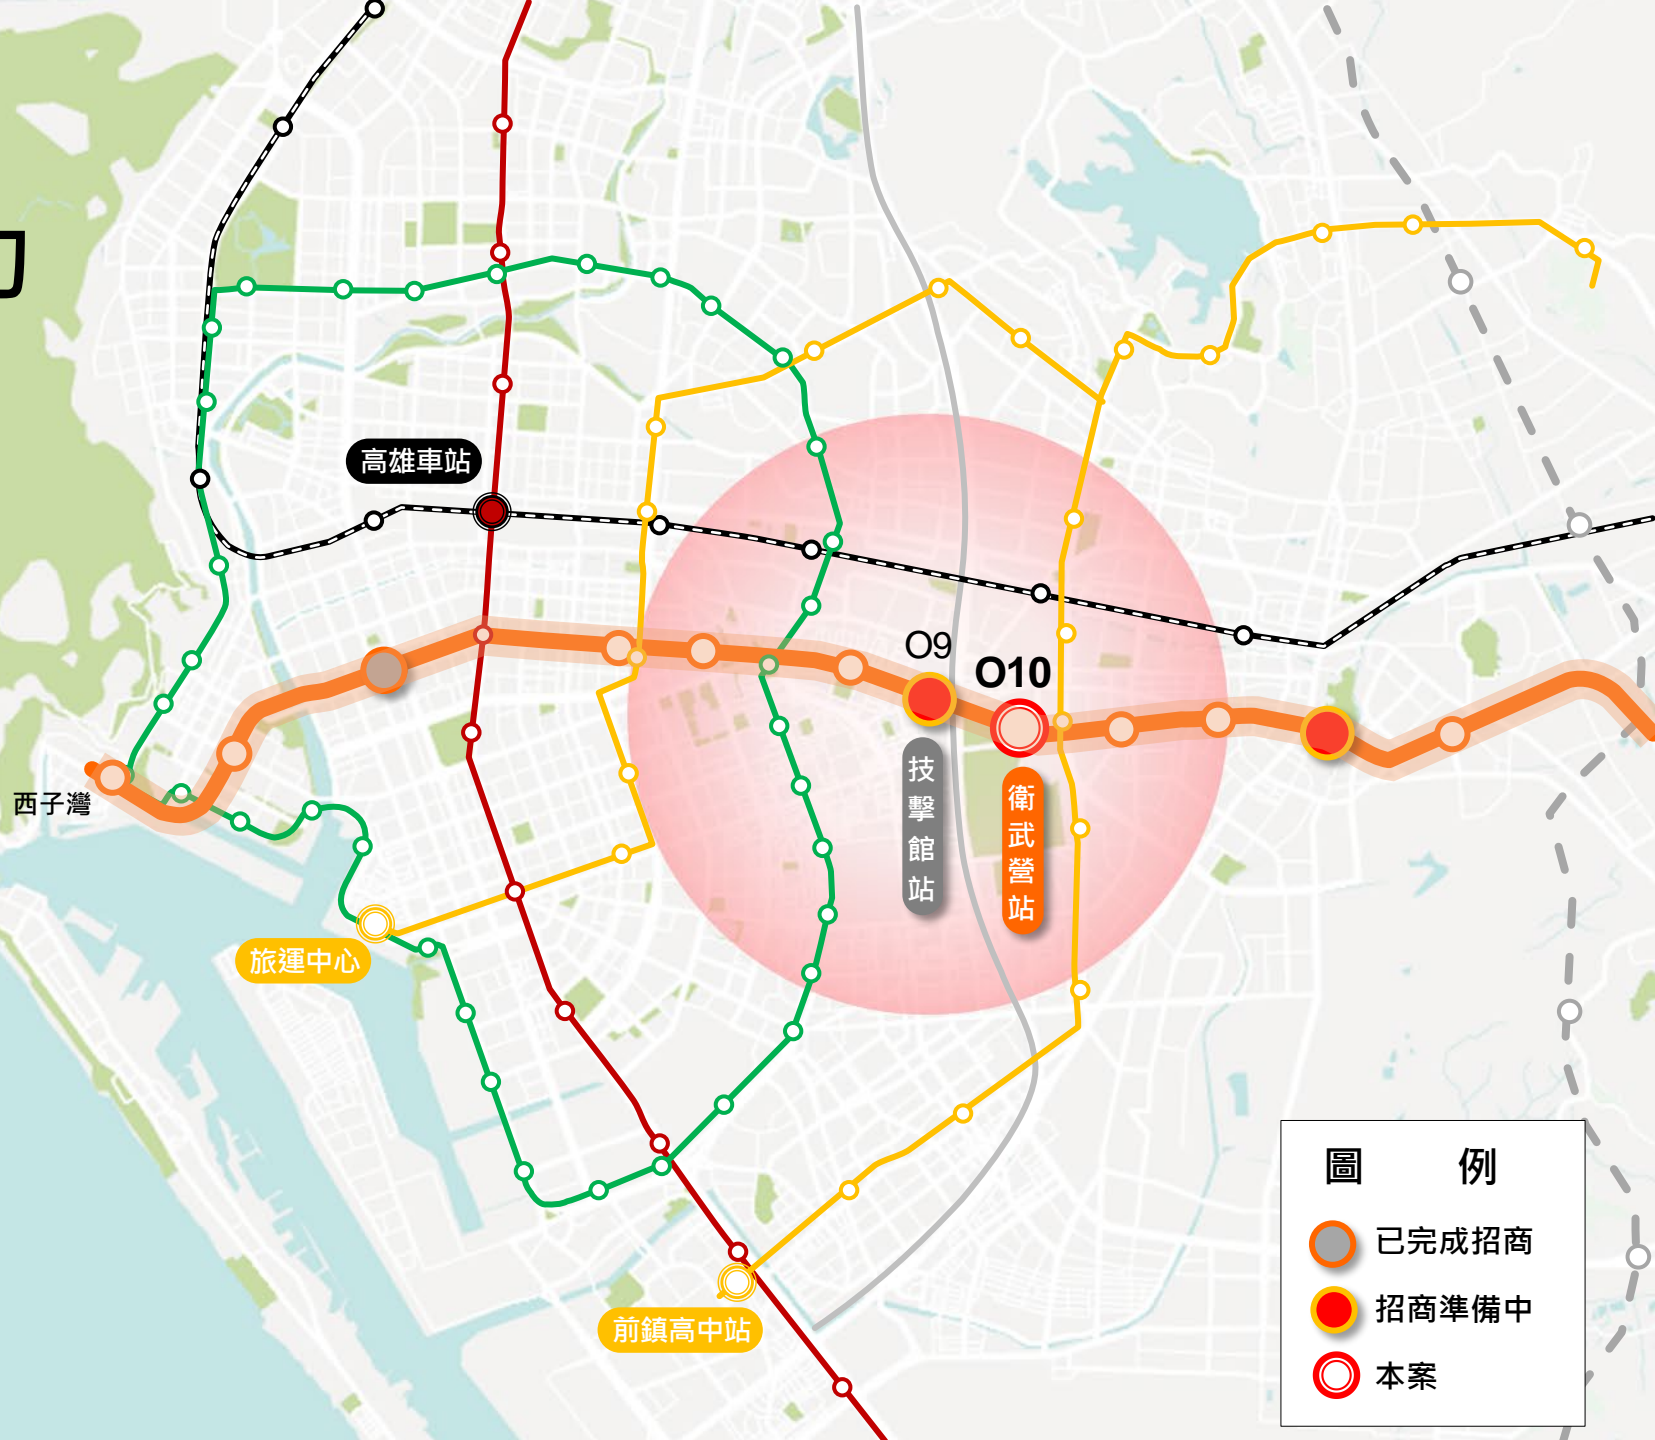 高雄車站
O9
O10
西子灣
技擊館站
衛武營站
旅運中心
前鎮高中站
圖 例
已完成招商
招商準備中
本案